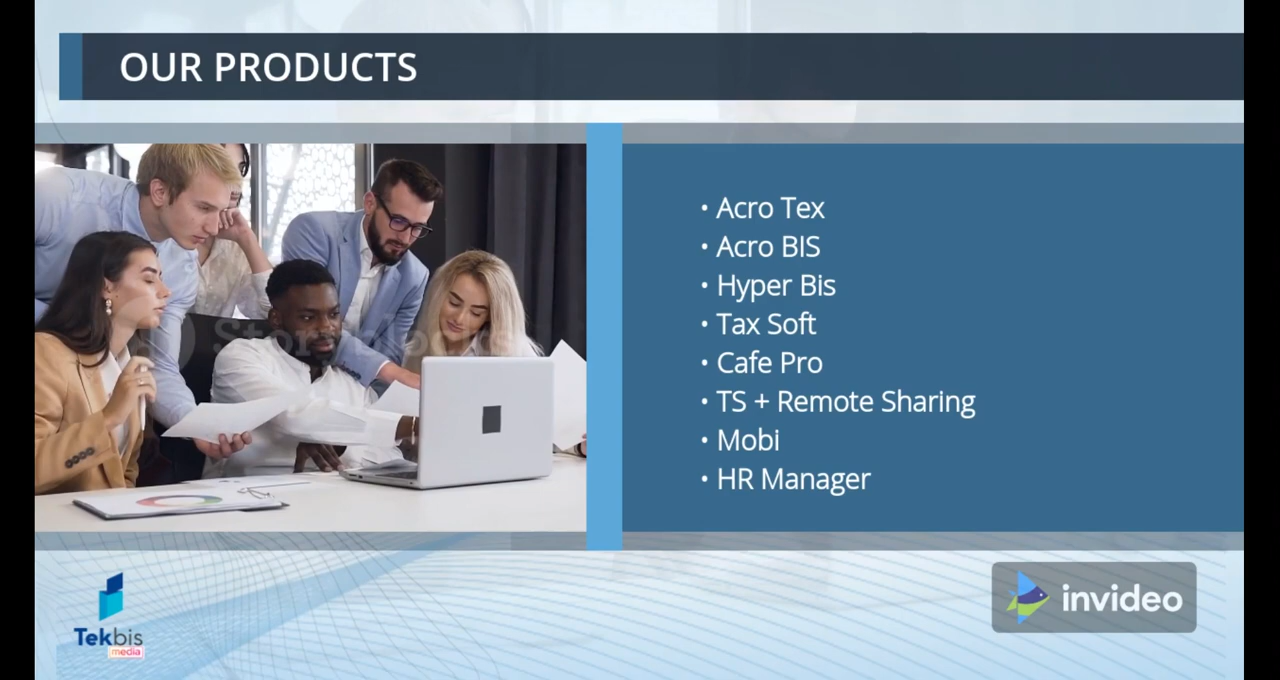 OUR PRODUCTS
Storyblocks
• Acro Tex
• Acro BIS
• Hyper Bis
• Tax Soft
• Cafe Pro
• TS + Remote Sharing
• Mobi
• HR Manager
Tekbis
media
invideo